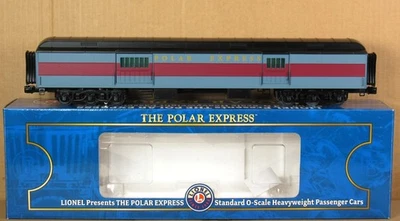 POLAR EXPRESS
THE POLAR EXPRESS
LIONEL Presents THE POLAR EXPRESS
LIONEL
Standard O-Scale Heavyweight Passenger Cars